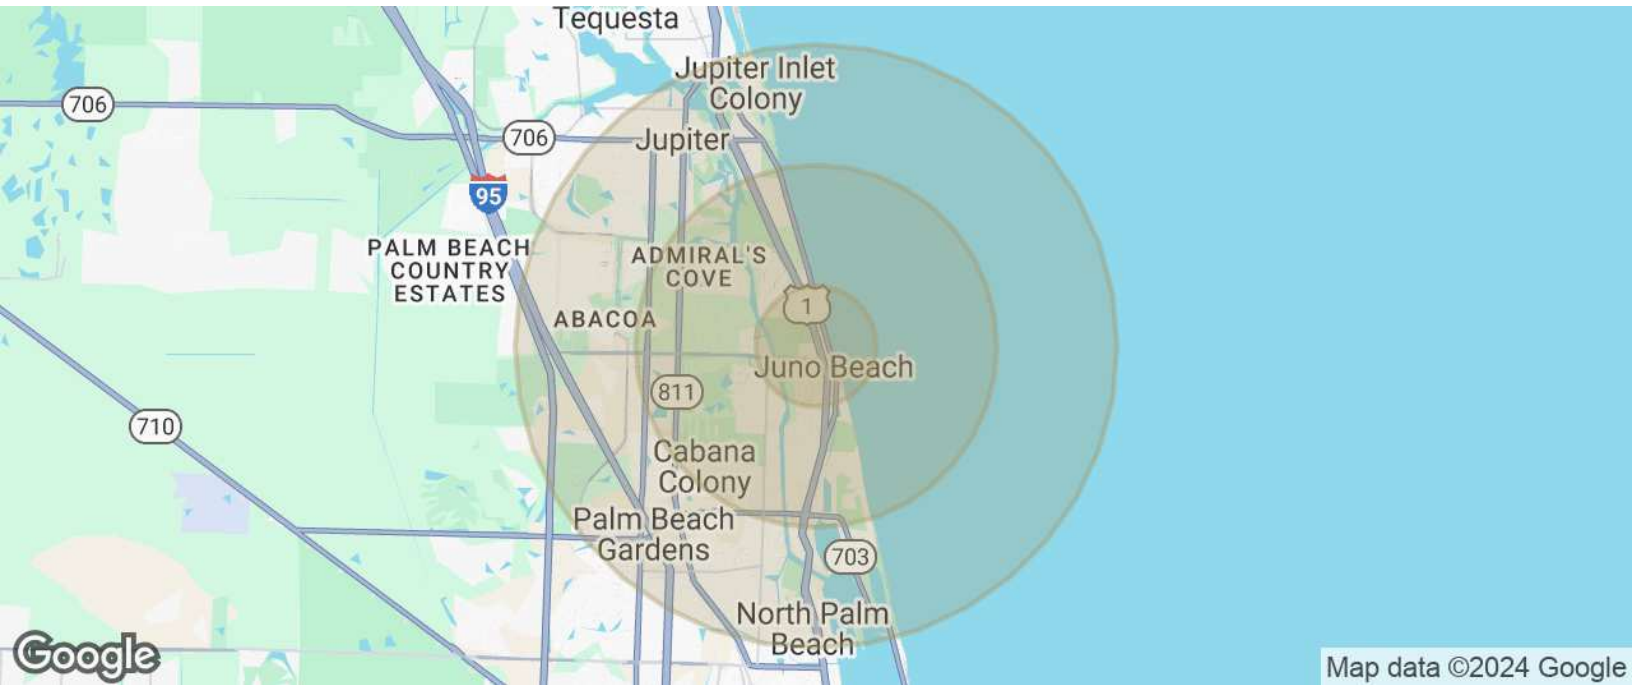 Tequesta
Jupiter Inlet
Colony
706
706
Jupiter
95
PALM BEACH
COUNTRY
ESTATES
ADMIRAL'S
COVE
1
ABACOA
Juno Beach
811
710
Cabana
Colony
Palm Beach
Gardens
703
North Palm
Beach
Google
Map data ©2024 Google